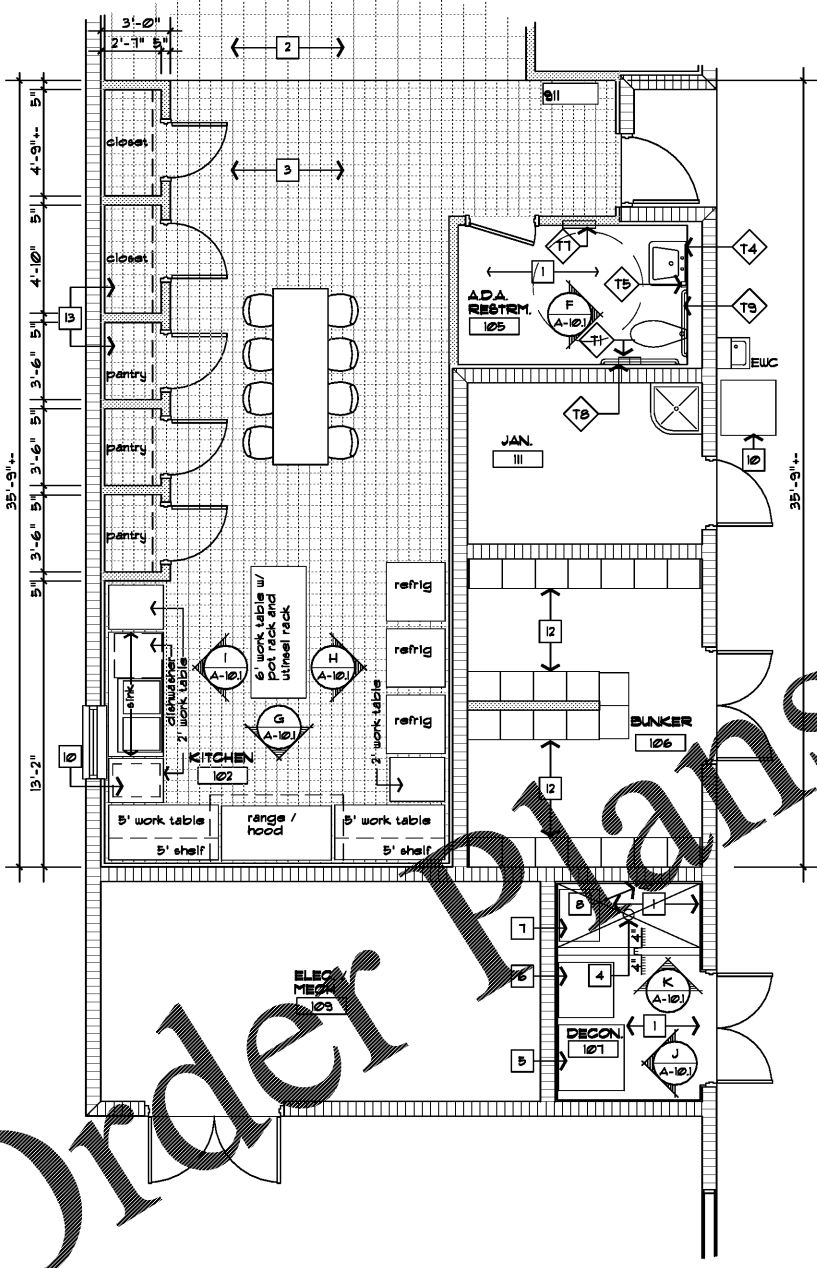 3'-0"
2'-7" 5"
2
911
5"
4'-9"+-
closet
3
5"
4'-10"
closet
13
5"
3'-6"
pantry
5"
3'-6"
pantry
5"
3'-6"
pantry
5"
35'-9"+-
35'-9"+-
T7
T4
1
T5
A.D.A.
RESTRM.
105
F
A-10.1
T9
T1
EWC
T8
JAN.
111
10
refrig
6' work table w/
pot rack and
utinsel rack
12
sink
dishwasher
2' work table
I
A-10.1
H
A-10.1
refrig
G
A-10.1
refrig
2' work table
BUNKER
106
10
13'-2"
KITCHEN
102
12
5' work table
range /
hood
5' work table
5' shelf
5' shelf
8
1
7
4"
4"
6
4
ELEC /
MECH
109
K
A-10.1
DECON.
107
1
5
J
A-10.1
Order Plans